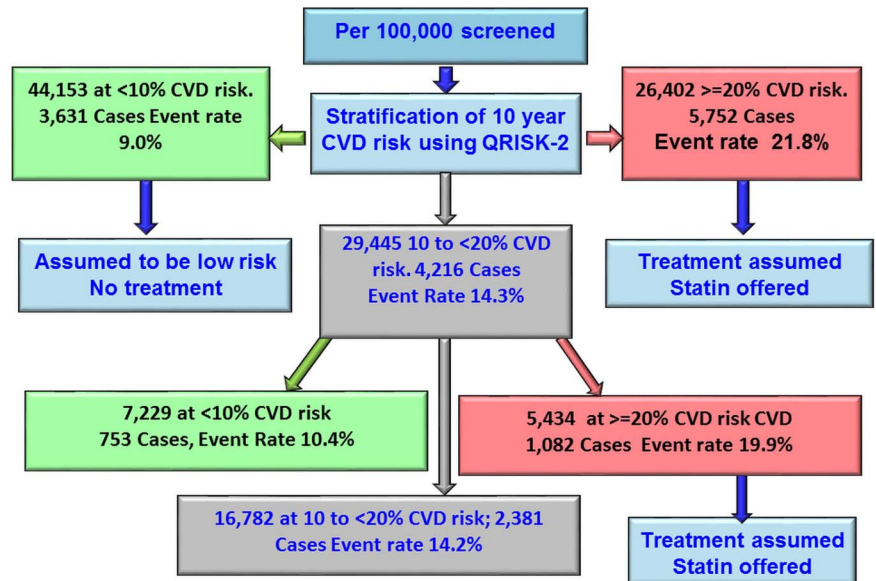 Per 100,000 screened
44,153 at <10% CVD risk.
3,631 Cases Event rate
9.0%
Stratification of 10 year
CVD risk using QRISK-2
26,402 >=20% CVD risk.
5,752 Cases
Event rate 21.8%
Assumed to be low risk
No treatment
29,445 10 to <20% CVD
risk. 4,216 Cases
Event Rate 14.3%
Treatment assumed
Statin offered
7,229 at <10% CVD risk
753 Cases, Event Rate 10.4%
5,434 at >=20% CVD risk CVD
1,082 Cases Event rate 19.9%
16,782 at 10 to <20% CVD risk; 2,381
Cases Event rate 14.2%
Treatment assumed
Statin offered